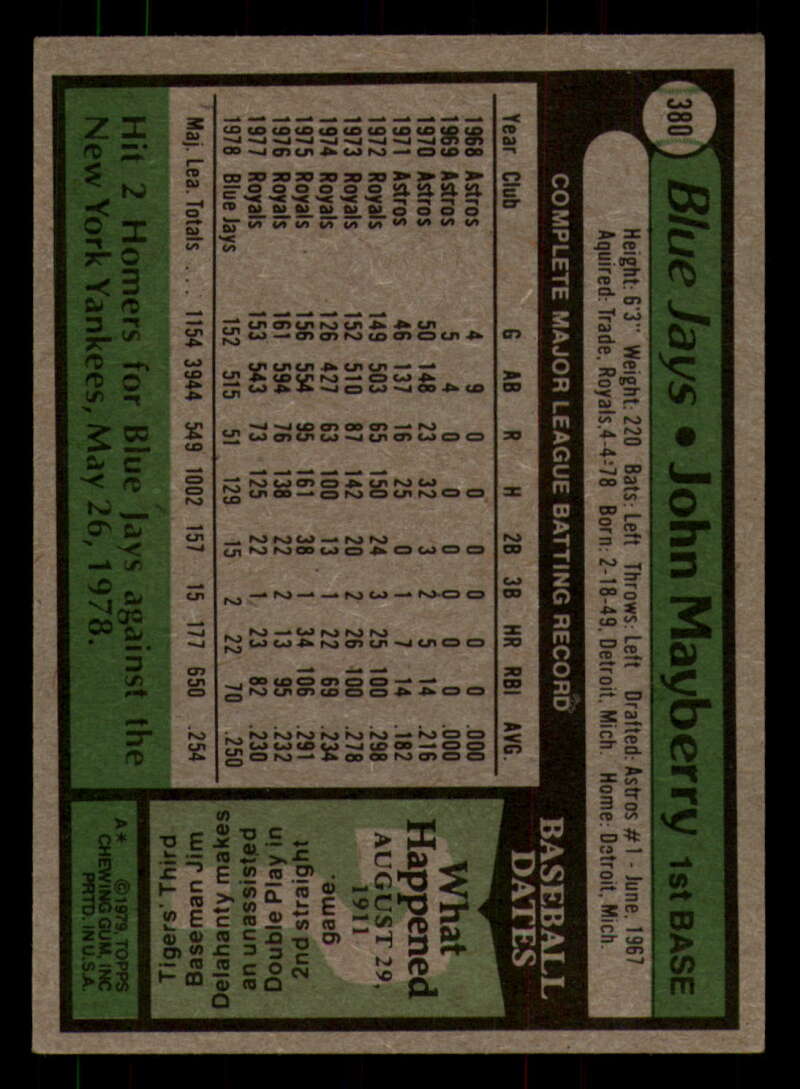 380
Blue Jays • John Mayberry 1st BASE
Height: 6'3" Weight: 220 Bats: Left Throws: Left Drafted: Astros #1 - June, 1967
Aquired: Trade, Royals, 4-4-78 Born: 2-18-49, Detroit, Mich. Home: Detroit, Mich.
COMPLETE MAJOR LEAGUE BATTING RECORD
Year Club G AB R H 2B 3B HR RBI AVG.
1968 Astros 4 9 0 0 0 0 0 0 .000
1969 Astros 5 4 0 0 0 0 0 0 .000
1970 Astros 50 148 23 32 3 2 5 14 .216
1971 Astros 46 137 16 25 0 1 7 14 .182
1972 Royals 149 503 65 150 24 3 25 100 .298
1973 Royals 152 510 87 142 20 2 26 100 .278
1974 Royals 126 427 63 100 13 1 22 69 .234
1975 Royals 156 554 95 161 38 1 34 106 .291
1976 Royals 161 594 76 138 22 2 13 95 .232
1977 Royals 153 543 73 125 22 1 23 82 .230
1978 Blue Jays 152 515 51 129 15 2 22 70 .250
Maj. Lea. Totals .... 1154 3944 549 1002 157 15 177 650 .254
Hit 2 Homers for Blue Jays against the
New York Yankees, May 26, 1978.
BASEBALL
DATES
What
Happened
AUGUST 29,
1911
Tigers' Third
Baseman Jim
Delahanty makes
an unassisted
Double Play in
2nd straight
game.
A* ©1979, TOPPS
CHEWING GUM, INC
PRTD. IN U.S.A.